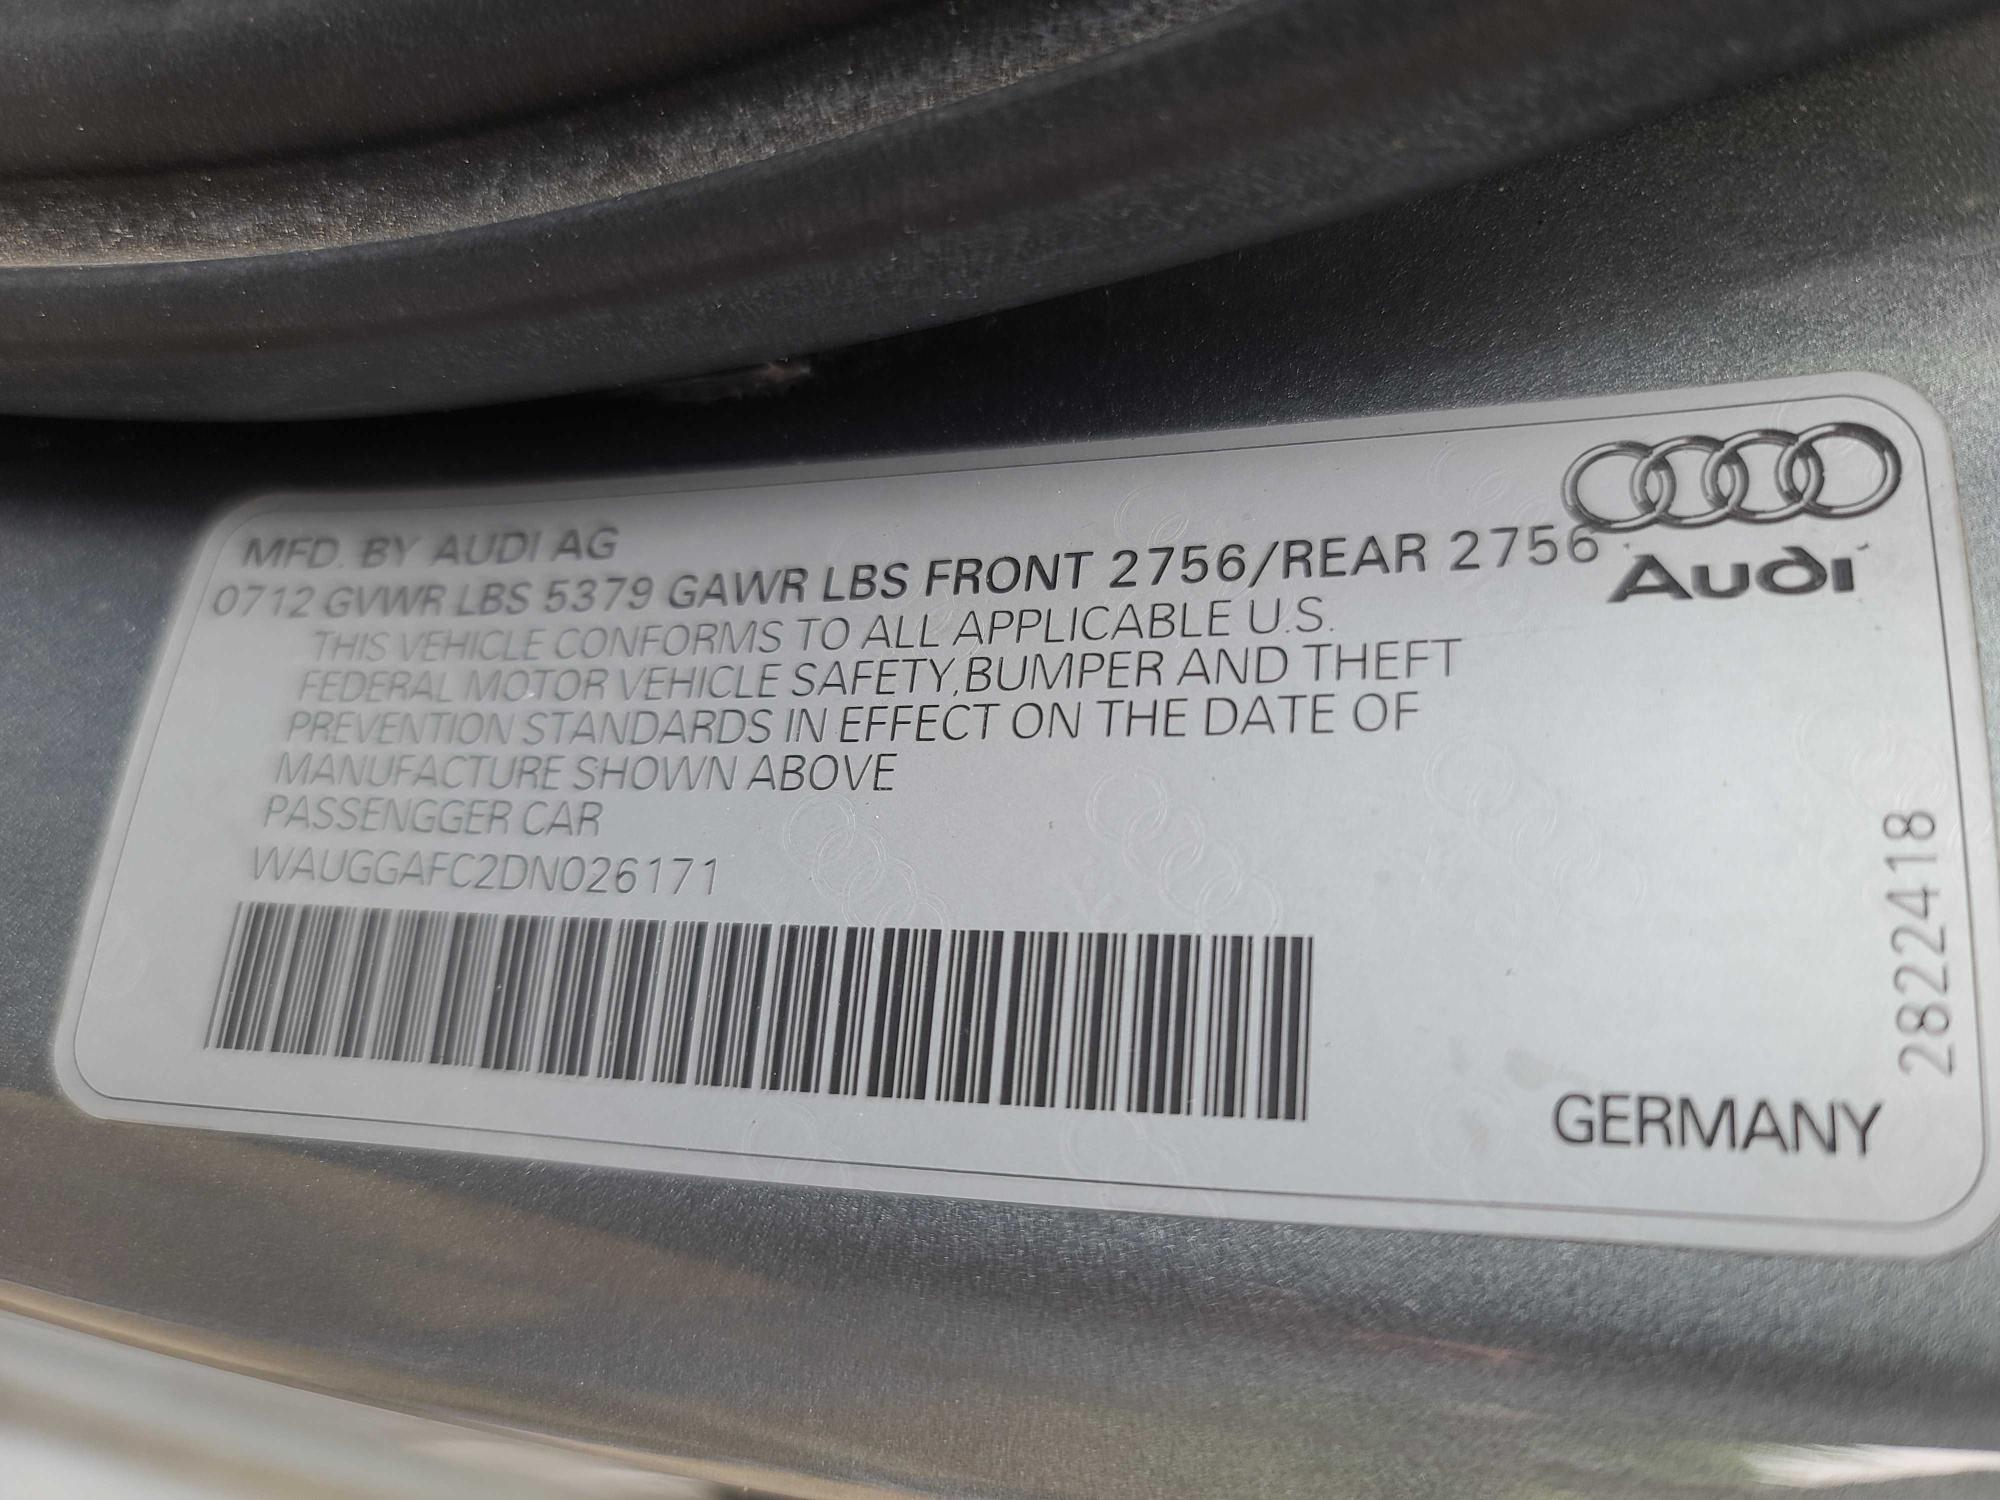 MFD. BY AUDI AG
0712 GVWR LBS 5379 GAWR LBS FRONT 2756/REAR 2756
THIS VEHICLE CONFORMS TO ALL APPLICABLE U.S.
FEDERAL MOTOR VEHICLE SAFETY,BUMPER AND THEFT
PREVENTION STANDARDS IN EFFECT ON THE DATE OF
MANUFACTURE SHOWN ABOVE
PASSENGGER CAR
WAUGGAFC2DN026171
Audi
2822418
GERMANY